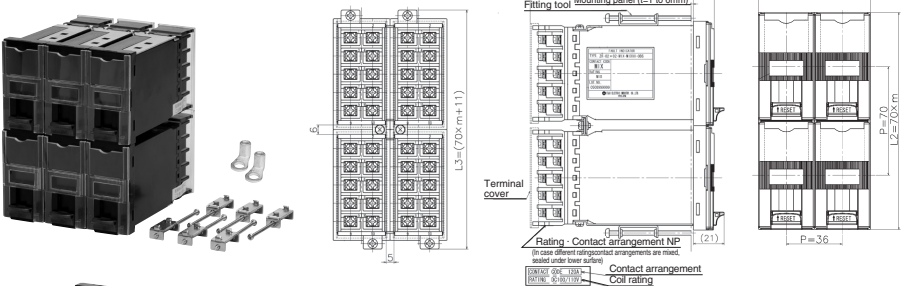 Fitting tool
Mounting panel (t=1 to 6mm)
6
L3=(70×m+11)
5
FAULT INDICATOR
MIX
Terminal
cover
(21)
Rating · Contact arrangement NP
(In case different ratingscontact arrangements are mixed,
sealed under lower surfare)
CONTACT CODE 120A
RATING DC100/110V
Contact arrangement
Coil rating
RESET
RESET
RESET
RESET
P=70
L2=70×m
P=36